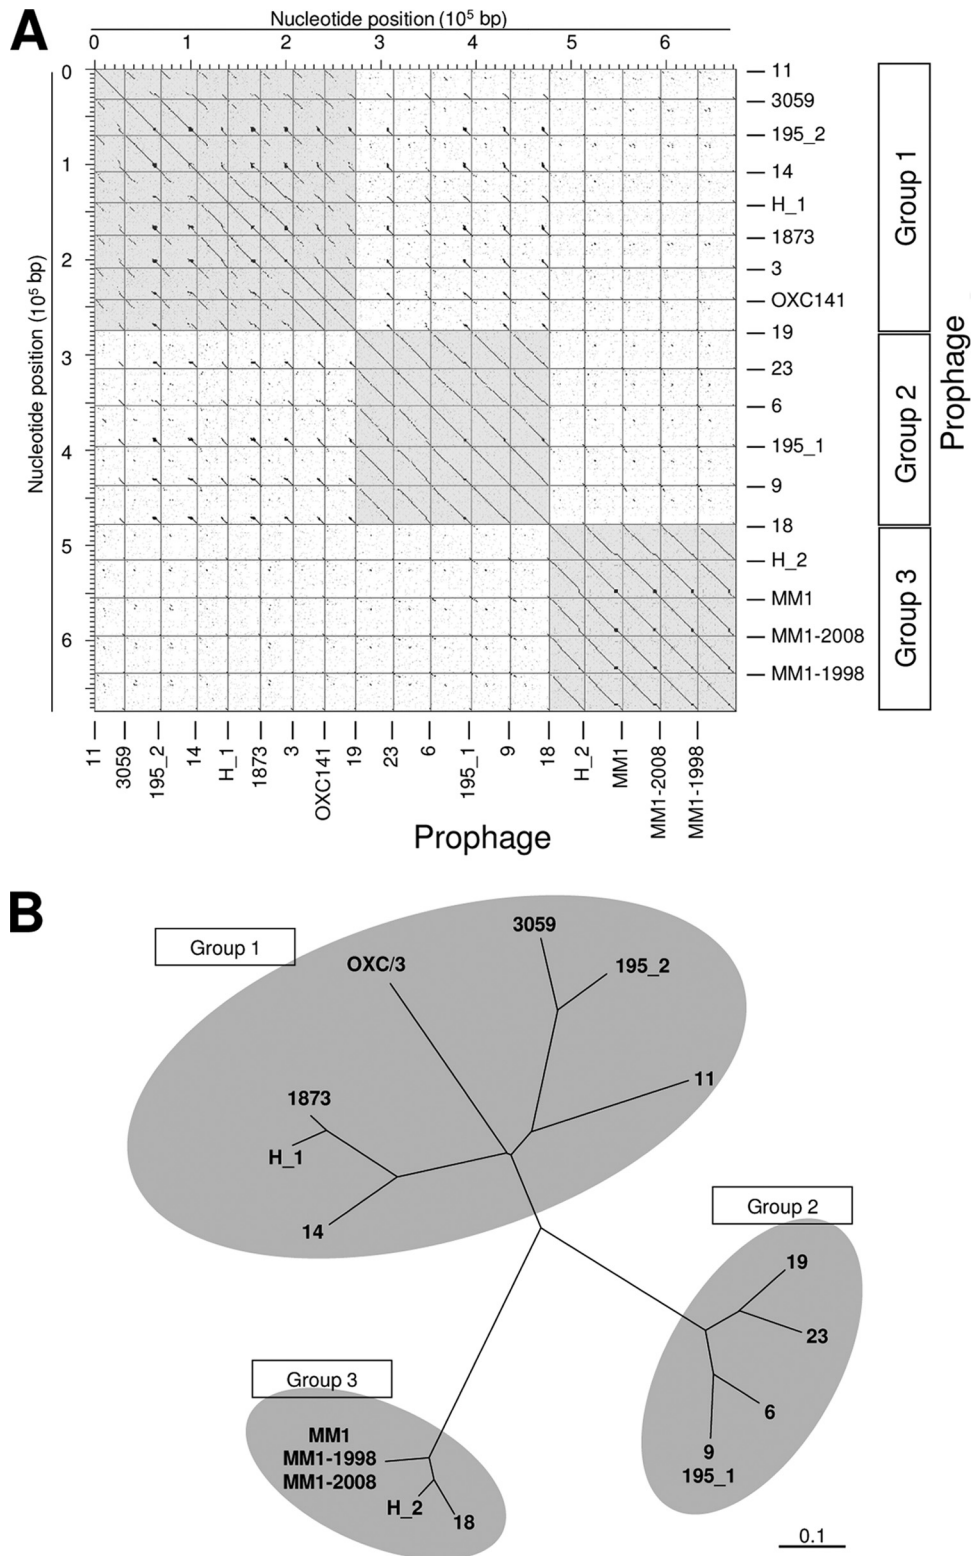 A
Nucleotide position (10⁵ bp)
0 1 2 3 4 5 6
Nucleotide position (10⁵ bp)
0
1
2
3
4
5
6
11
3059
195_2
14
H_1
1873
3
OXC141
19
23
6
195_1
9
18
H_2
MM1
MM1-2008
MM1-1998
Group 1
Group 2
Group 3
Prophage
11
3059
195_2
14
H_1
1873
3
OXC141
19
23
6
195_1
9
18
H_2
MM1
MM1-2008
MM1-1998
Prophage
B
Group 1
3059
OXC/3
195_2
11
1873
H_1
14
Group 2
19
23
6
9
195_1
Group 3
MM1
MM1-1998
MM1-2008
H_2
18
0.1